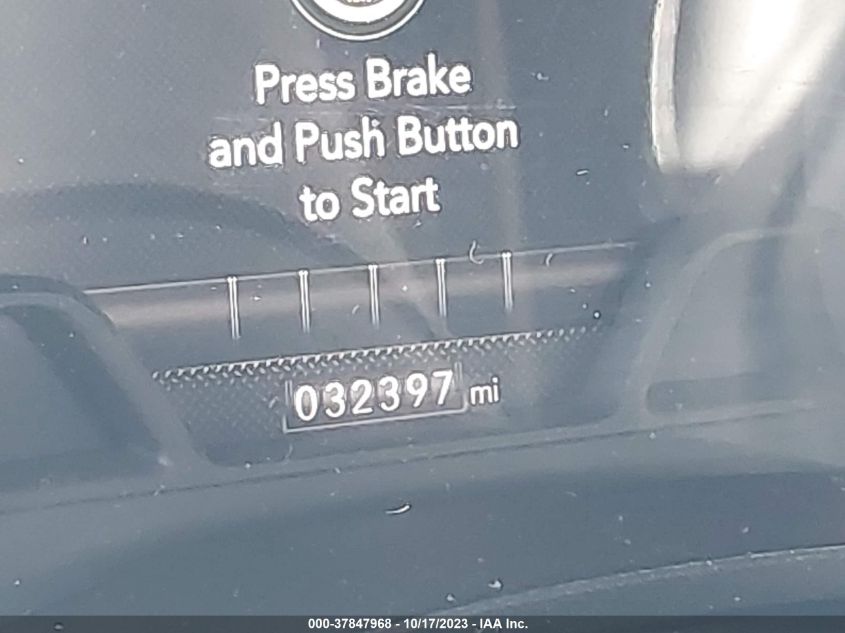 Press Brake
and Push Button
to Start
032397 mi
000-37847968 - 10/17/2023 - IAA Inc.